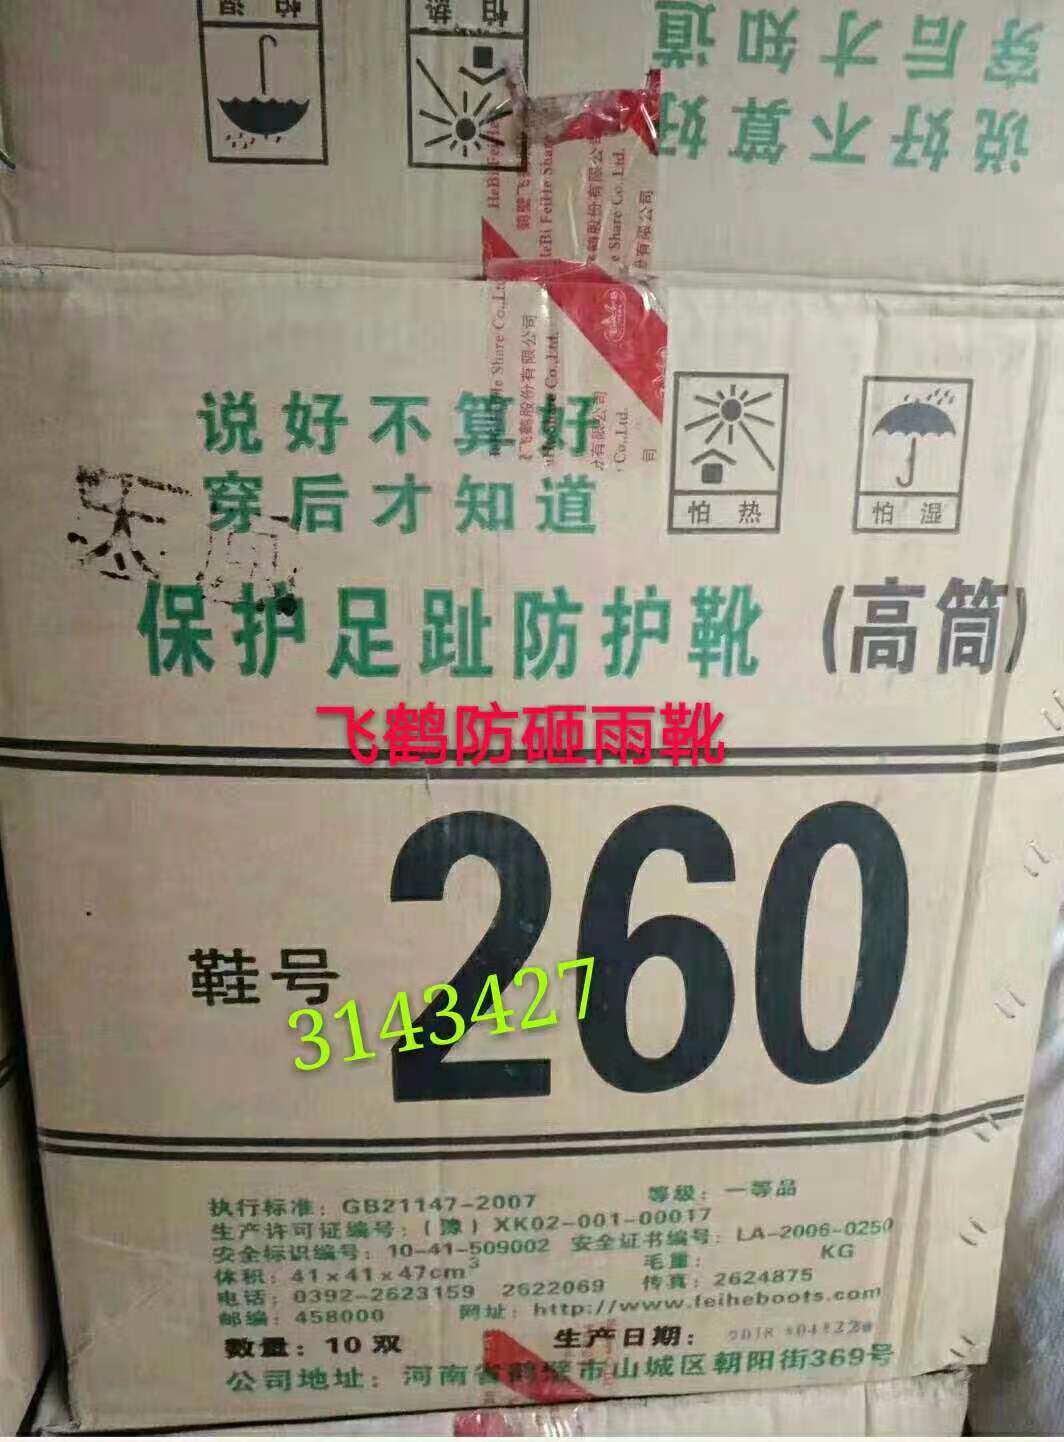 怕湿
怕热
说好不算好
穿后才知道
HeBi FeiHe Share Co.,Ltd.
说好不算好
穿后才知道
怕热
怕湿
太原
保护足趾防护靴(高筒)
飞鹤防砸雨靴
鞋号 260
3143427
执行标准：GB21147-2007 等级：一等品
生产许可证编号：(豫) XK02-001-00017
安全标识编号：10-41-509002 安全证书编号：LA-2006-0250
体积：41×41×47cm³ 毛重： KG
电话：0392-2623159 2622069 传真：2624875
邮编：458000 网址：http://www.feiheboots.com
数量：10双 生产日期：
公司地址：河南省鹤壁市山城区朝阳街369号